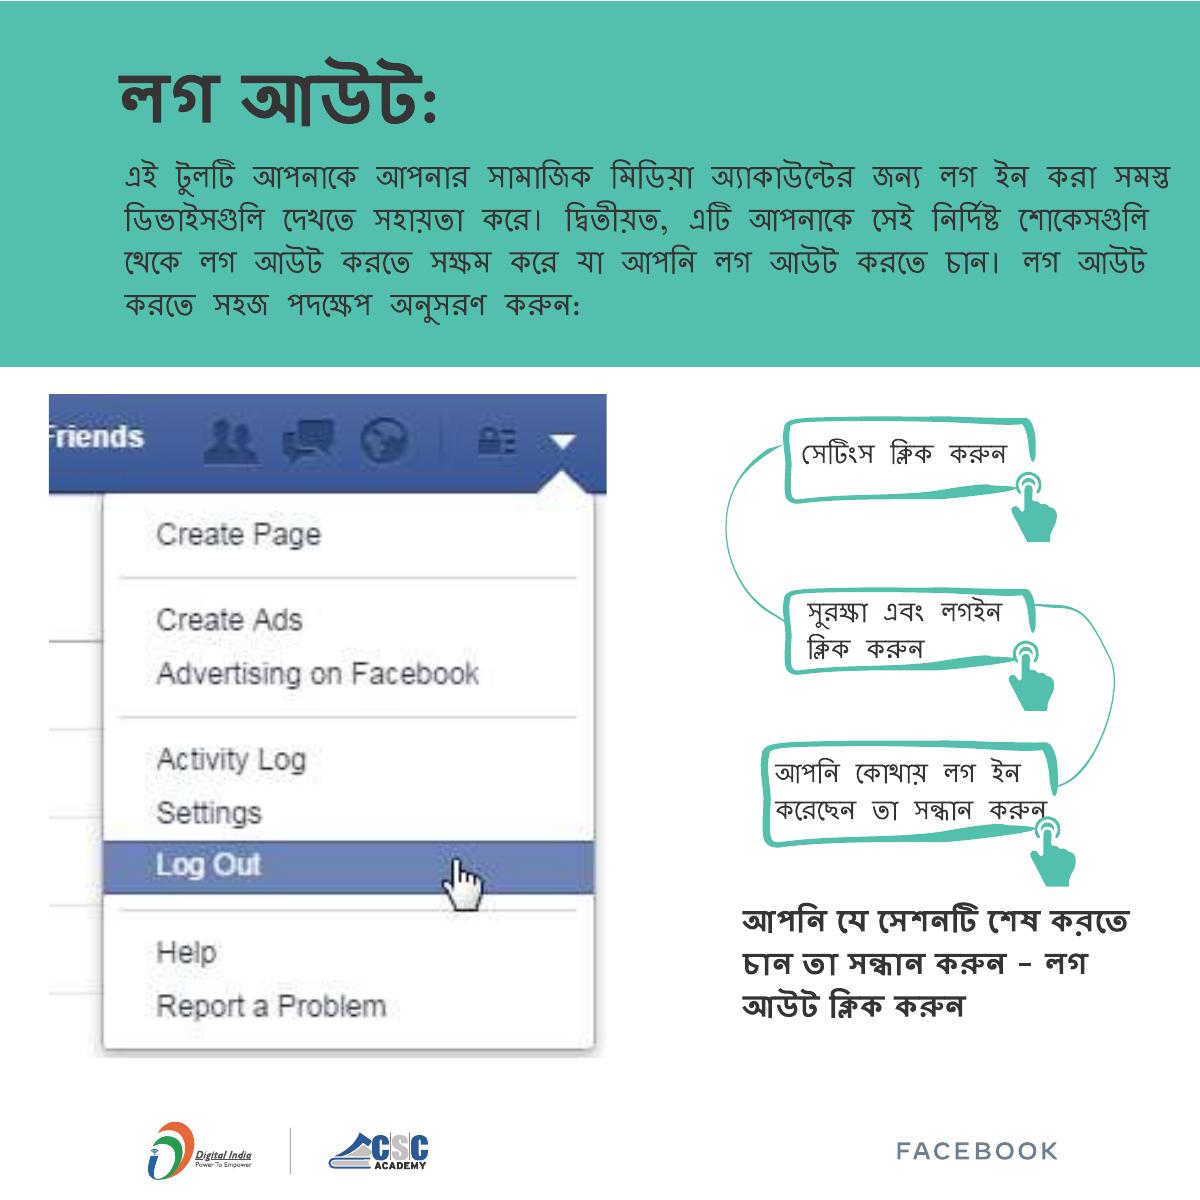 লগ আউট:
এই টুলটি আপনাকে আপনার সামাজিক মিডিয়া অ্যাকাউন্টের জন্য লগ ইন করা সমস্ত
ডিভাইসগুলি দেখতে সহায়তা করে। দ্বিতীয়ত, এটি আপনাকে সেই নির্দিষ্ট শোকেসগুলি
থেকে লগ আউট করতে সক্ষম করে যা আপনি লগ আউট করতে চান। লগ আউট
করতে সহজ পদক্ষেপ অনুসরণ করুন:
Friends
Create Page
Create Ads
Advertising on Facebook
Activity Log
Settings
Log Out
Help
Report a Problem
সেটিংস ক্লিক করুন
সুরক্ষা এবং লগইন
ক্লিক করুন
আপনি কোথায় লগ ইন
করেছেন তা সন্ধান করুন
আপনি যে সেশনটি শেষ করতে
চান তা সন্ধান করুন - লগ
আউট ক্লিক করুন
Digital India
Power To Empower
CSC
ACADEMY
FACEBOOK